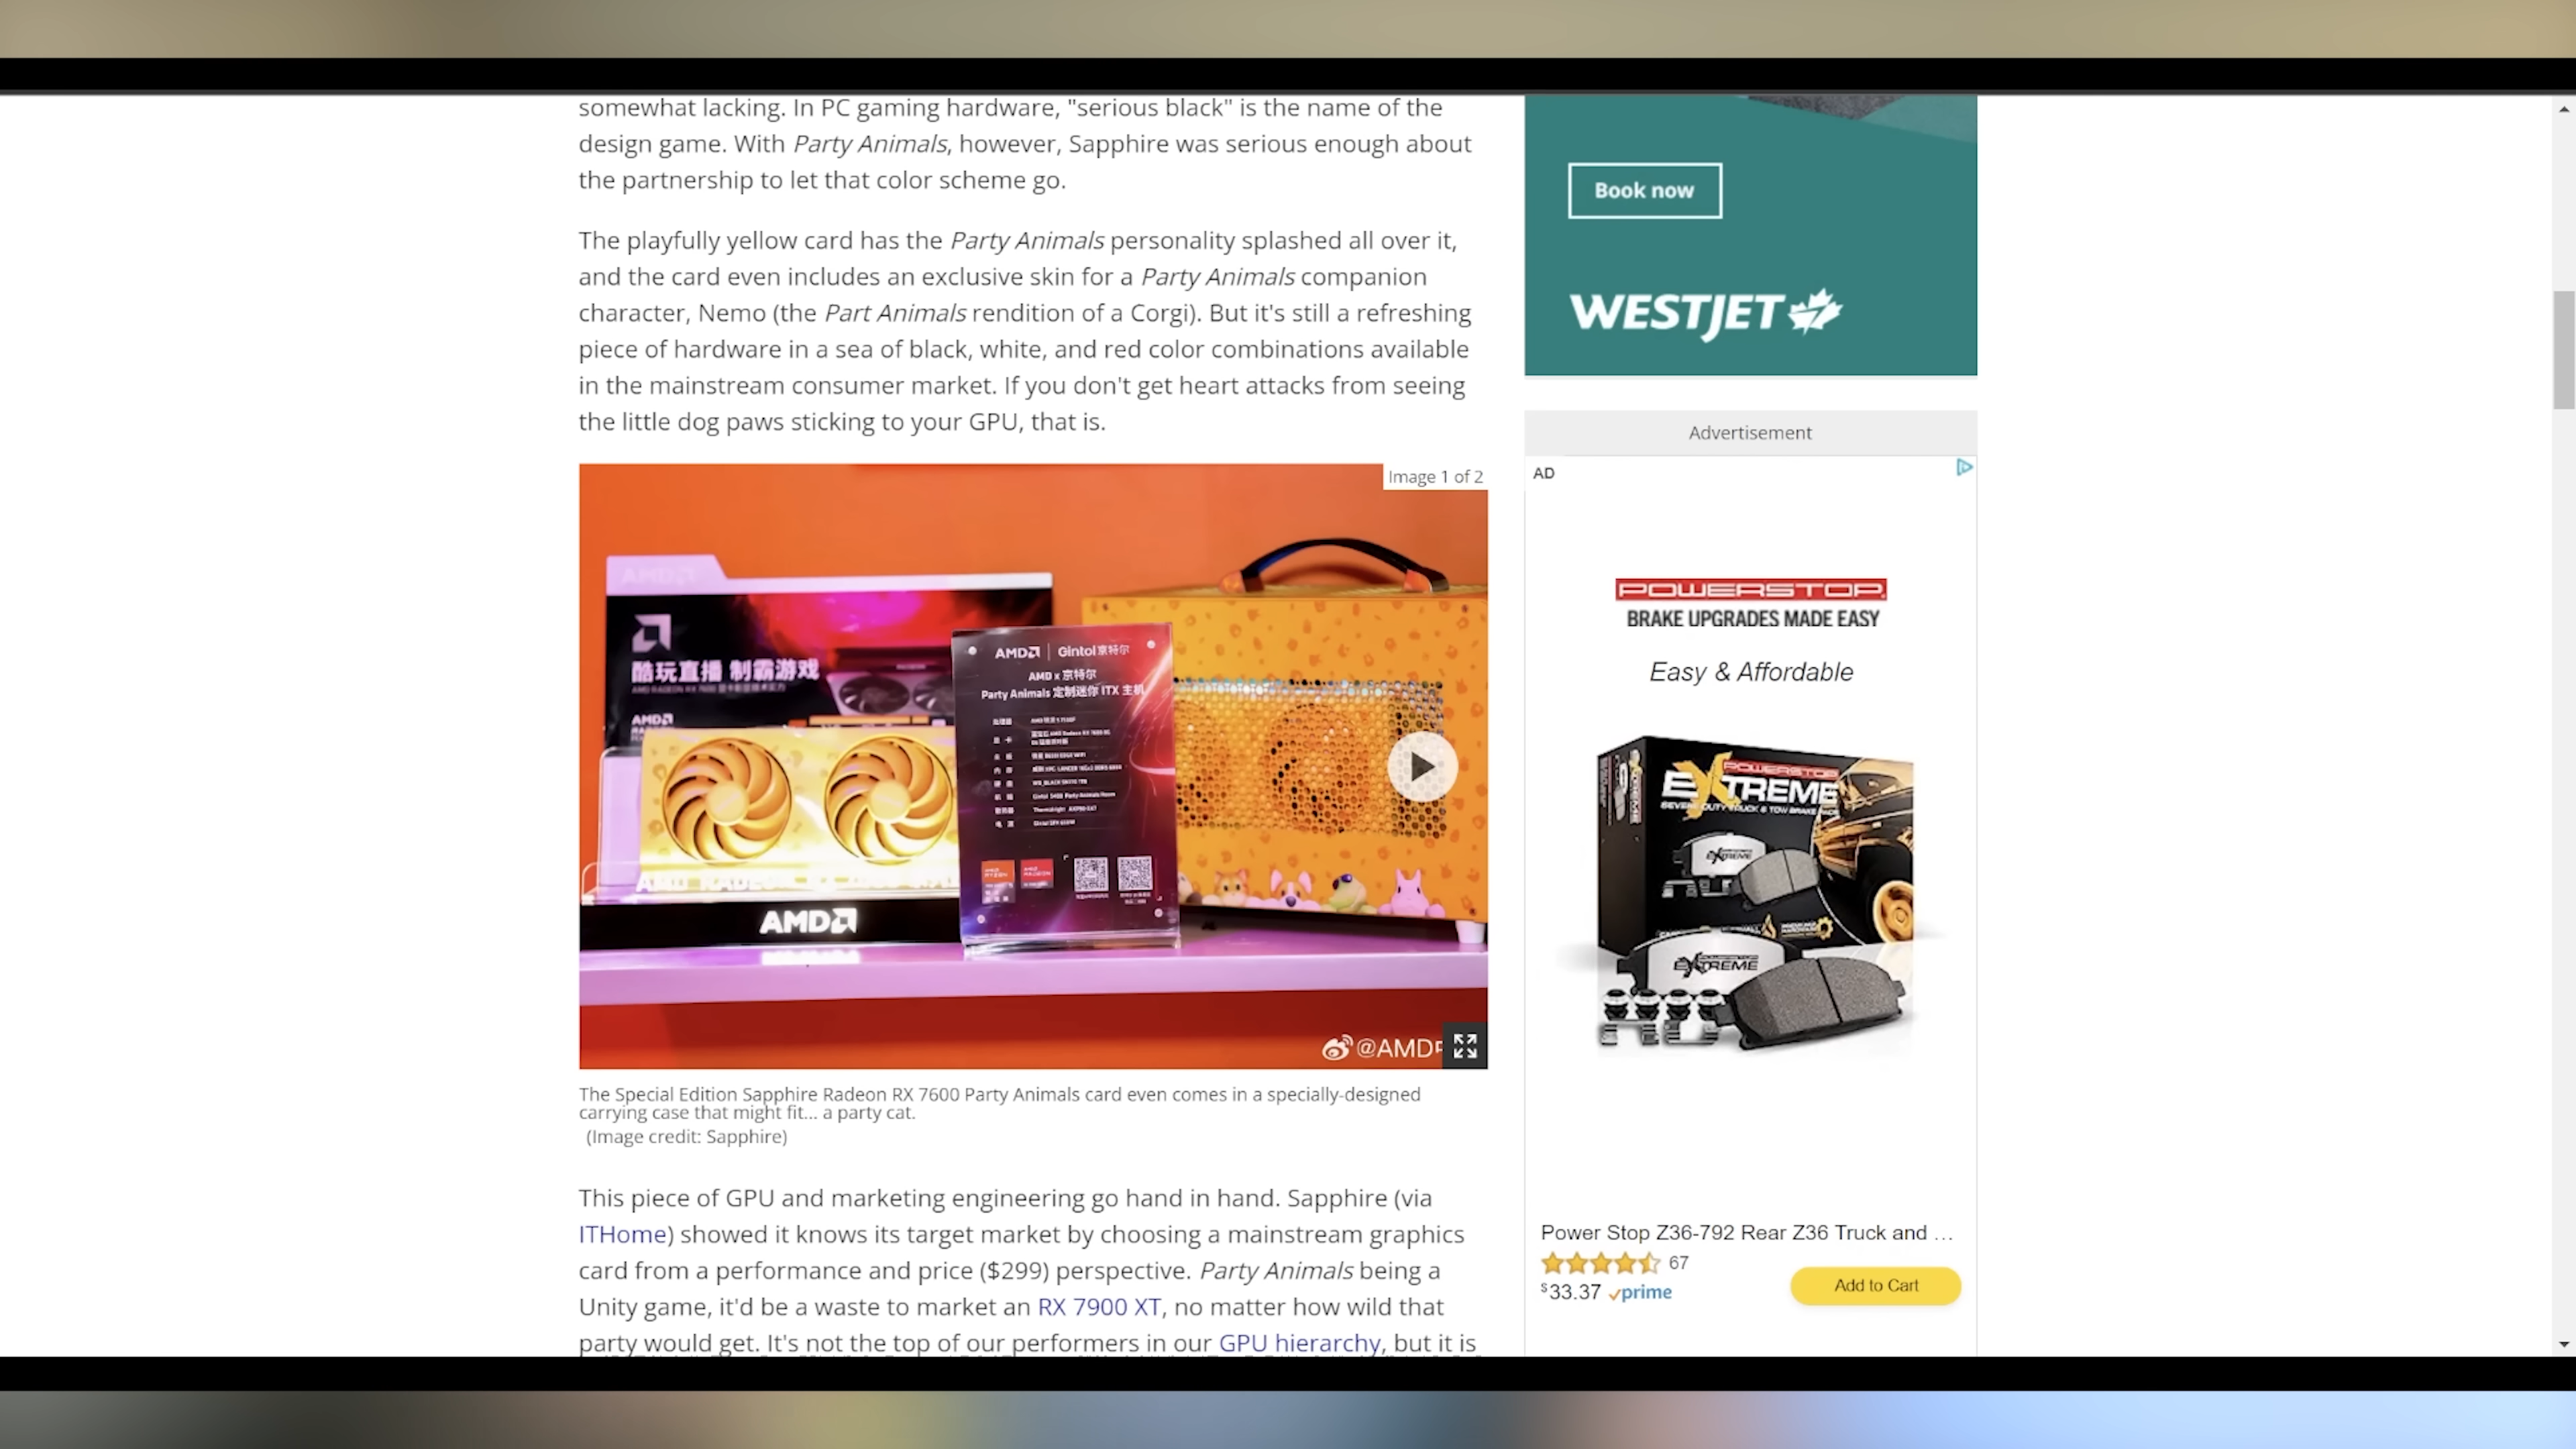 somewhat lacking. In PC gaming hardware, "serious black" is the name of the
design game. With Party Animals, however, Sapphire was serious enough about
the partnership to let that color scheme go.
The playfully yellow card has the Party Animals personality splashed all over it,
and the card even includes an exclusive skin for a Party Animals companion
character, Nemo (the Part Animals rendition of a Corgi). But it's still a refreshing
piece of hardware in a sea of black, white, and red color combinations available
in the mainstream consumer market. If you don't get heart attacks from seeing
the little dog paws sticking to your GPU, that is.
Image 1 of 2
AMD
酷玩直播 制霸游戏
AMD
AMD | Gintol京特尔
AMD x 京特尔
Party Animals 定制迷你 ITX 主机
AMD
@AMD
The Special Edition Sapphire Radeon RX 7600 Party Animals card even comes in a specially-designed
carrying case that might fit... a party cat.
(Image credit: Sapphire)
This piece of GPU and marketing engineering go hand in hand. Sapphire (via
ITHome) showed it knows its target market by choosing a mainstream graphics
card from a performance and price ($299) perspective. Party Animals being a
Unity game, it'd be a waste to market an RX 7900 XT, no matter how wild that
party would get. It's not the top of our performers in our GPU hierarchy, but it is
Book now
WESTJET
Advertisement
AD
POWERSTOP
BRAKE UPGRADES MADE EASY
Easy & Affordable
POWERSTOP
EXTREME
SEVERE DUTY TRUCK & TOW BRAKE PADS
EXTREME
EXTREME
Power Stop Z36-792 Rear Z36 Truck and …
67
$33.37 prime
Add to Cart